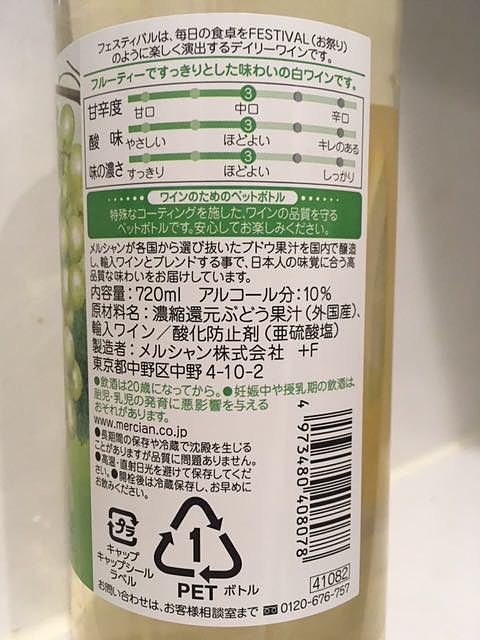 フェスティバルは、毎日の食卓をFESTIVAL(お祭り)
のように楽しく演出するデイリーワインです。
フルーティーですっきりとした味わいの白ワインです。
甘辛度 3
甘口 中口 辛口
酸味 3
やさしい ほどよい キレのある
味の濃さ 3
すっきり ほどよい しっかり
ワインのためのペットボトル
特殊なコーティングを施した、ワインの品質を守る
ペットボトルです。安心してお楽しみください。
メルシャンが各国から選び抜いたブドウ果汁を国内で醸造
し、輸入ワインとブレンドする事で、日本人の味覚に合う高
品質な味わいをお届けしています。
内容量:720ml アルコール分:10%
原材料:濃縮還元ぶどう果汁(外国産)、
輸入ワイン/酸化防止剤(亜硫酸塩)
製造者:メルシャン株式会社 +F
東京都中野区中野4-10-2
●飲酒は20歳になってから。●妊娠中や授乳期の飲酒は
胎児・乳児の発育に悪影響を与える
おそれがあります。
www.mercian.co.jp
●長期間の保存や冷蔵で沈殿を生じる
ことがありますが品質に問題ありません。
●高温・直射日光を避けて保存してくだ
さい。●開栓後は冷蔵保存し、お早めに
お飲みください。
4973480408078
プラ
キャップ
キャップシール
ラベル
1
PET ボトル
41082
お問い合わせは、お客様相談室まで 0120-676-757